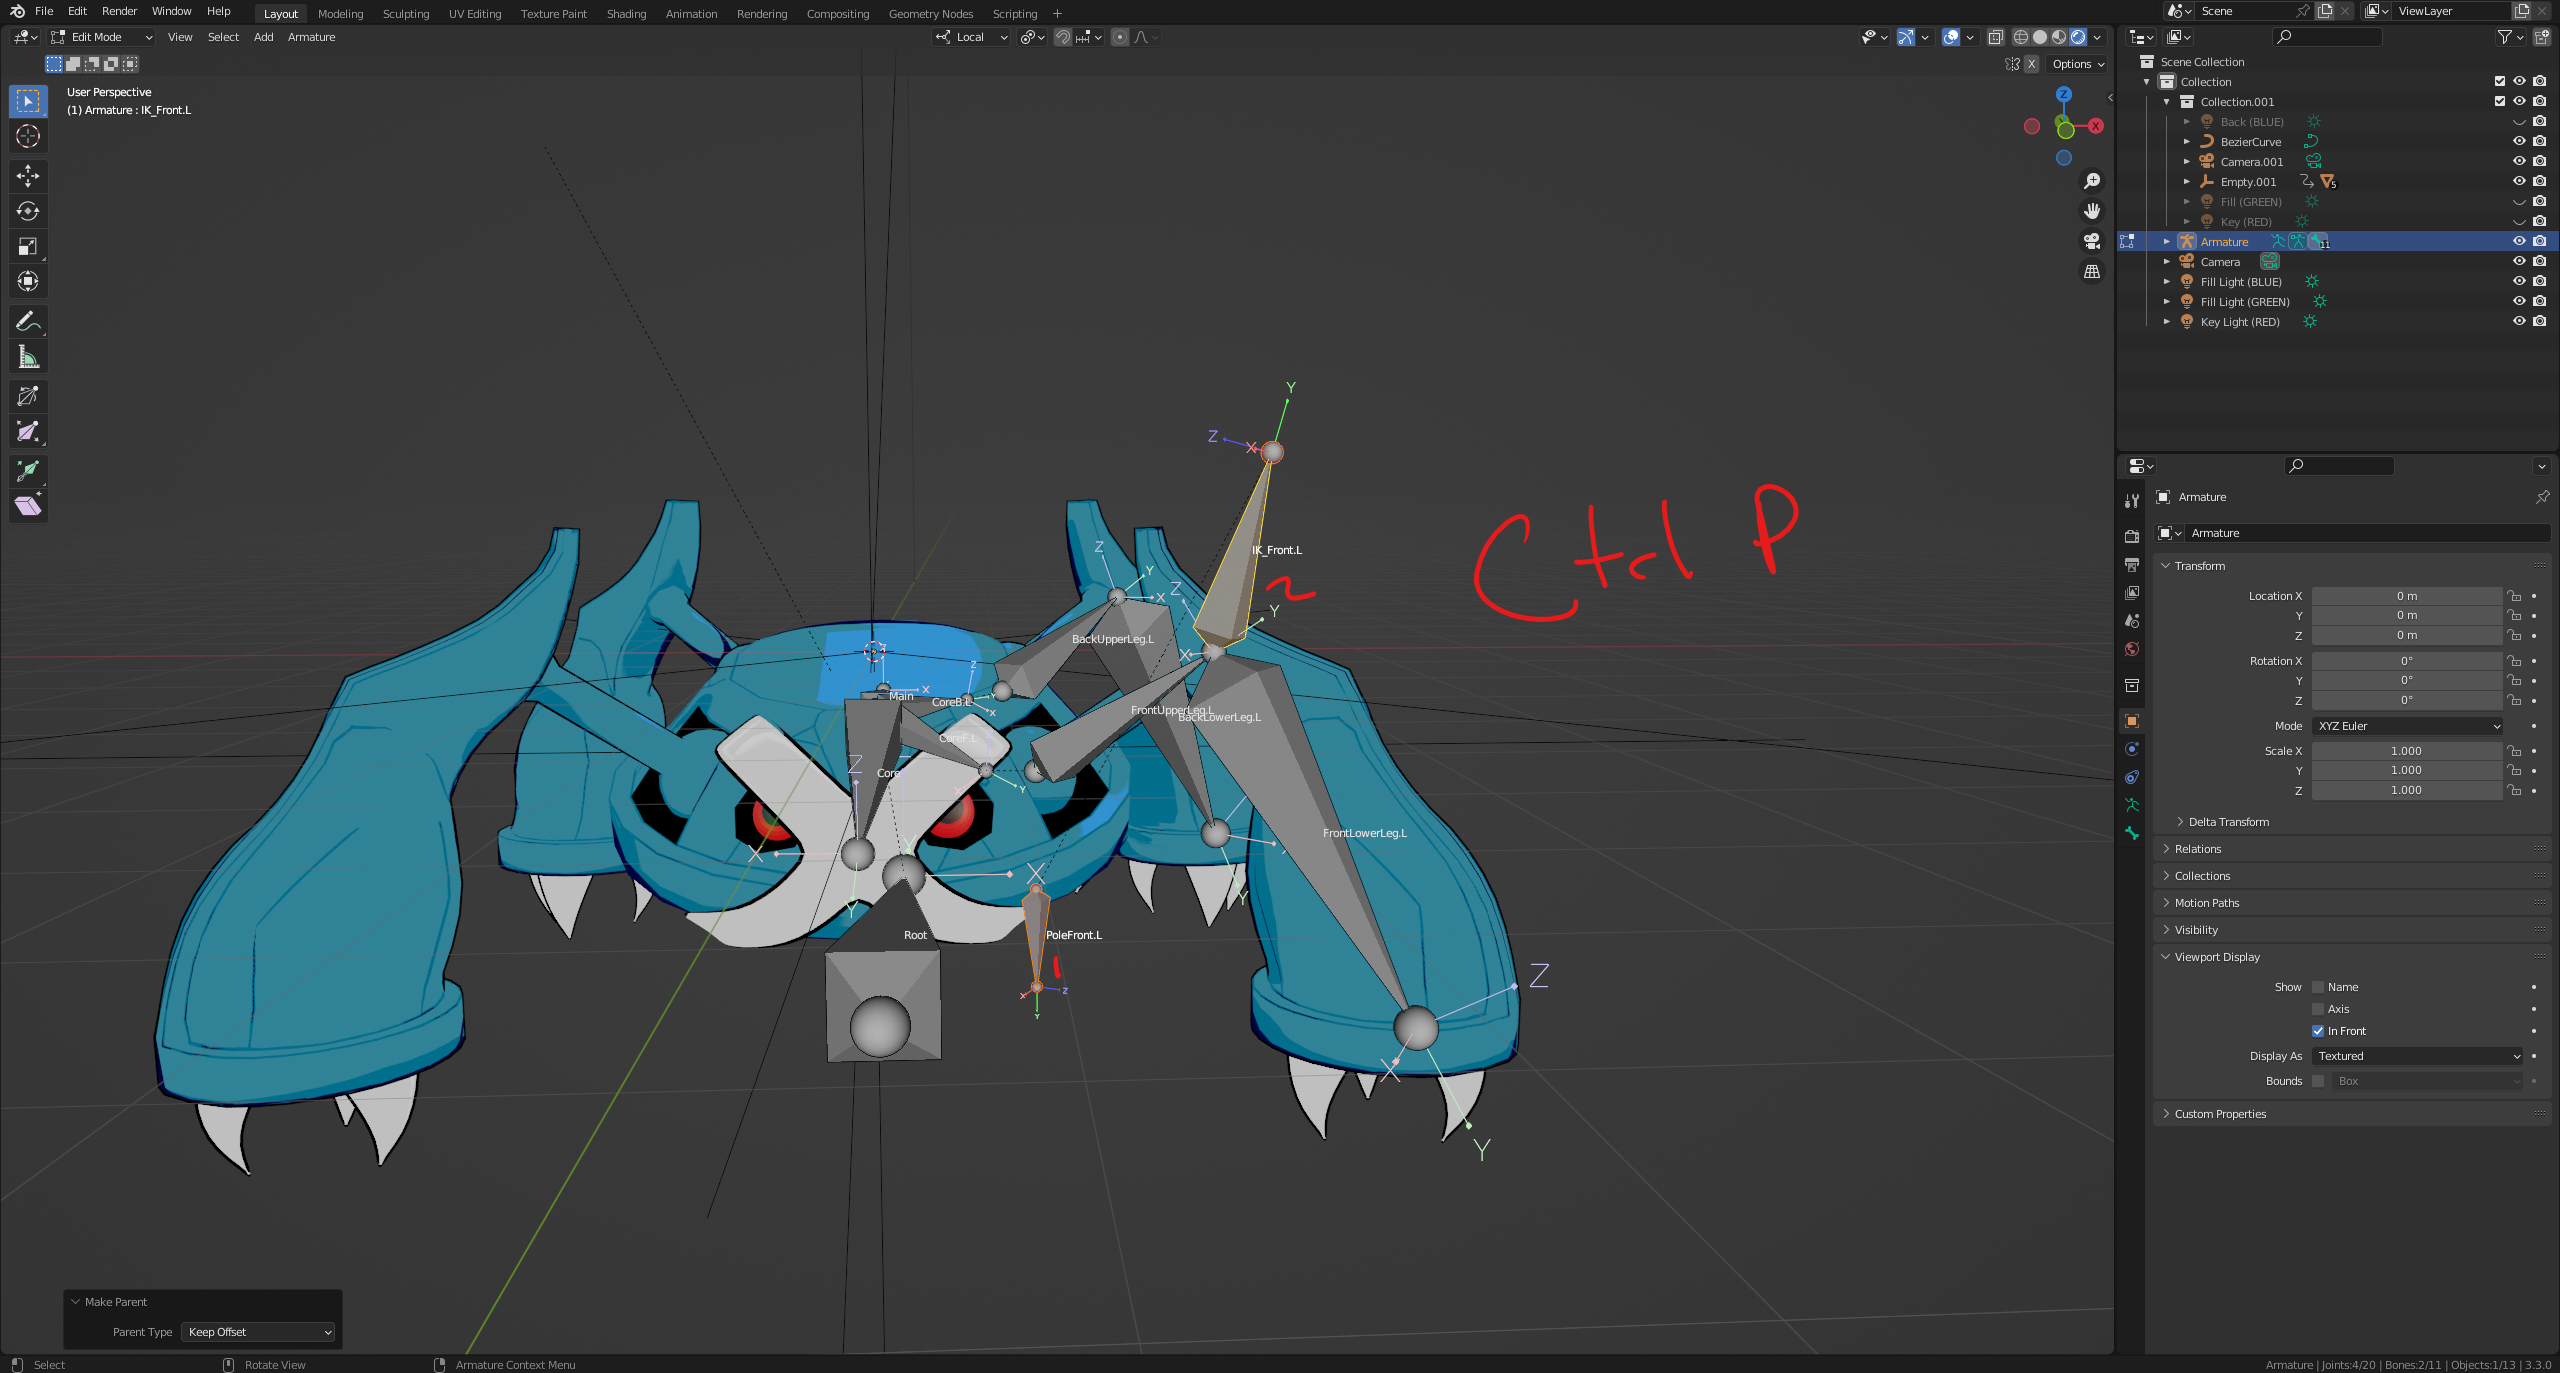 File Edit Render Window Help Layout Modeling Sculpting UV Editing Texture Paint Shading Animation Rendering Compositing Geometry Nodes Scripting + Scene ViewLayer
Edit Mode View Select Add Armature Local
X Options
User Perspective
(1) Armature : IK_Front.L
Z
X
Scene Collection
Collection
Collection.001
Back (BLUE)
BezierCurve
Camera.001
Empty.001 5
Fill (GREEN)
Key (RED)
Armature 11
Camera
Fill Light (BLUE)
Fill Light (GREEN)
Key Light (RED)
Y
Z X
Ctrl P
IK_Front.L
2
Z Y
X Z Y
BackUpperLeg.L
X
Main X Z
CoreB.L Y
X
FrontUpperLeg.L
BackLowerLeg.L
CoreF.L
Z Core
Y
FrontLowerLeg.L
X X
Y Y
Root PoleFront.L
1
X Z
Y
Z
X
Y
Armature
Armature
Transform
Location X 0 m
Y 0 m
Z 0 m
Rotation X 0°
Y 0°
Z 0°
Mode XYZ Euler
Scale X 1.000
Y 1.000
Z 1.000
Delta Transform
Relations
Collections
Motion Paths
Visibility
Viewport Display
Show Name
Axis
In Front
Display As Textured
Bounds Box
Custom Properties
Make Parent
Parent Type Keep Offset
Select Rotate View Armature Context Menu Armature | Joints:4/20 | Bones:2/11 | Objects:1/13 | 3.3.0